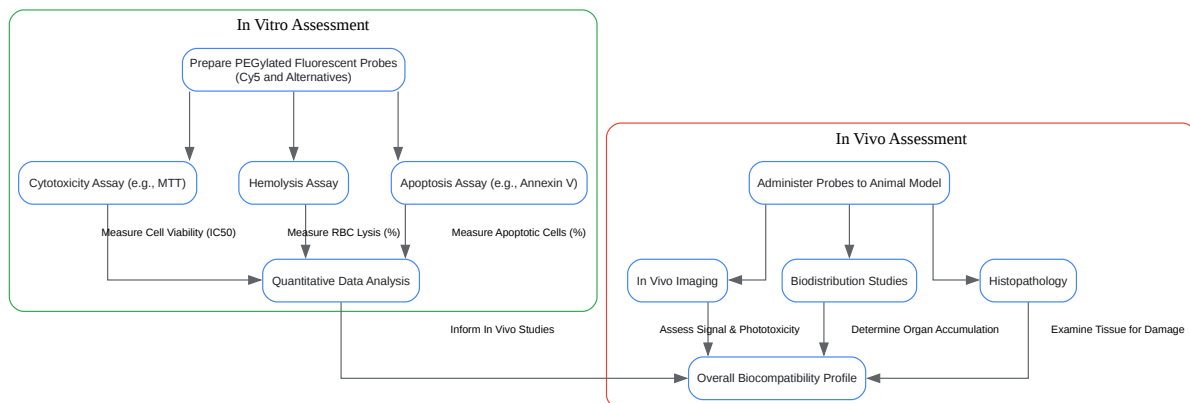 In Vitro Assessment
Prepare PEGylated Fluorescent Probes
(Cy5 and Alternatives)
Cytotoxicity Assay (e.g., MTT)
Hemolysis Assay
Apoptosis Assay (e.g., Annexin V)
Measure Cell Viability (IC50)
Measure RBC Lysis (%)
Measure Apoptotic Cells (%)
Quantitative Data Analysis
Inform In Vivo Studies
In Vivo Assessment
Administer Probes to Animal Model
In Vivo Imaging
Biodistribution Studies
Histopathology
Assess Signal & Phototoxicity
Determine Organ Accumulation
Examine Tissue for Damage
Overall Biocompatibility Profile